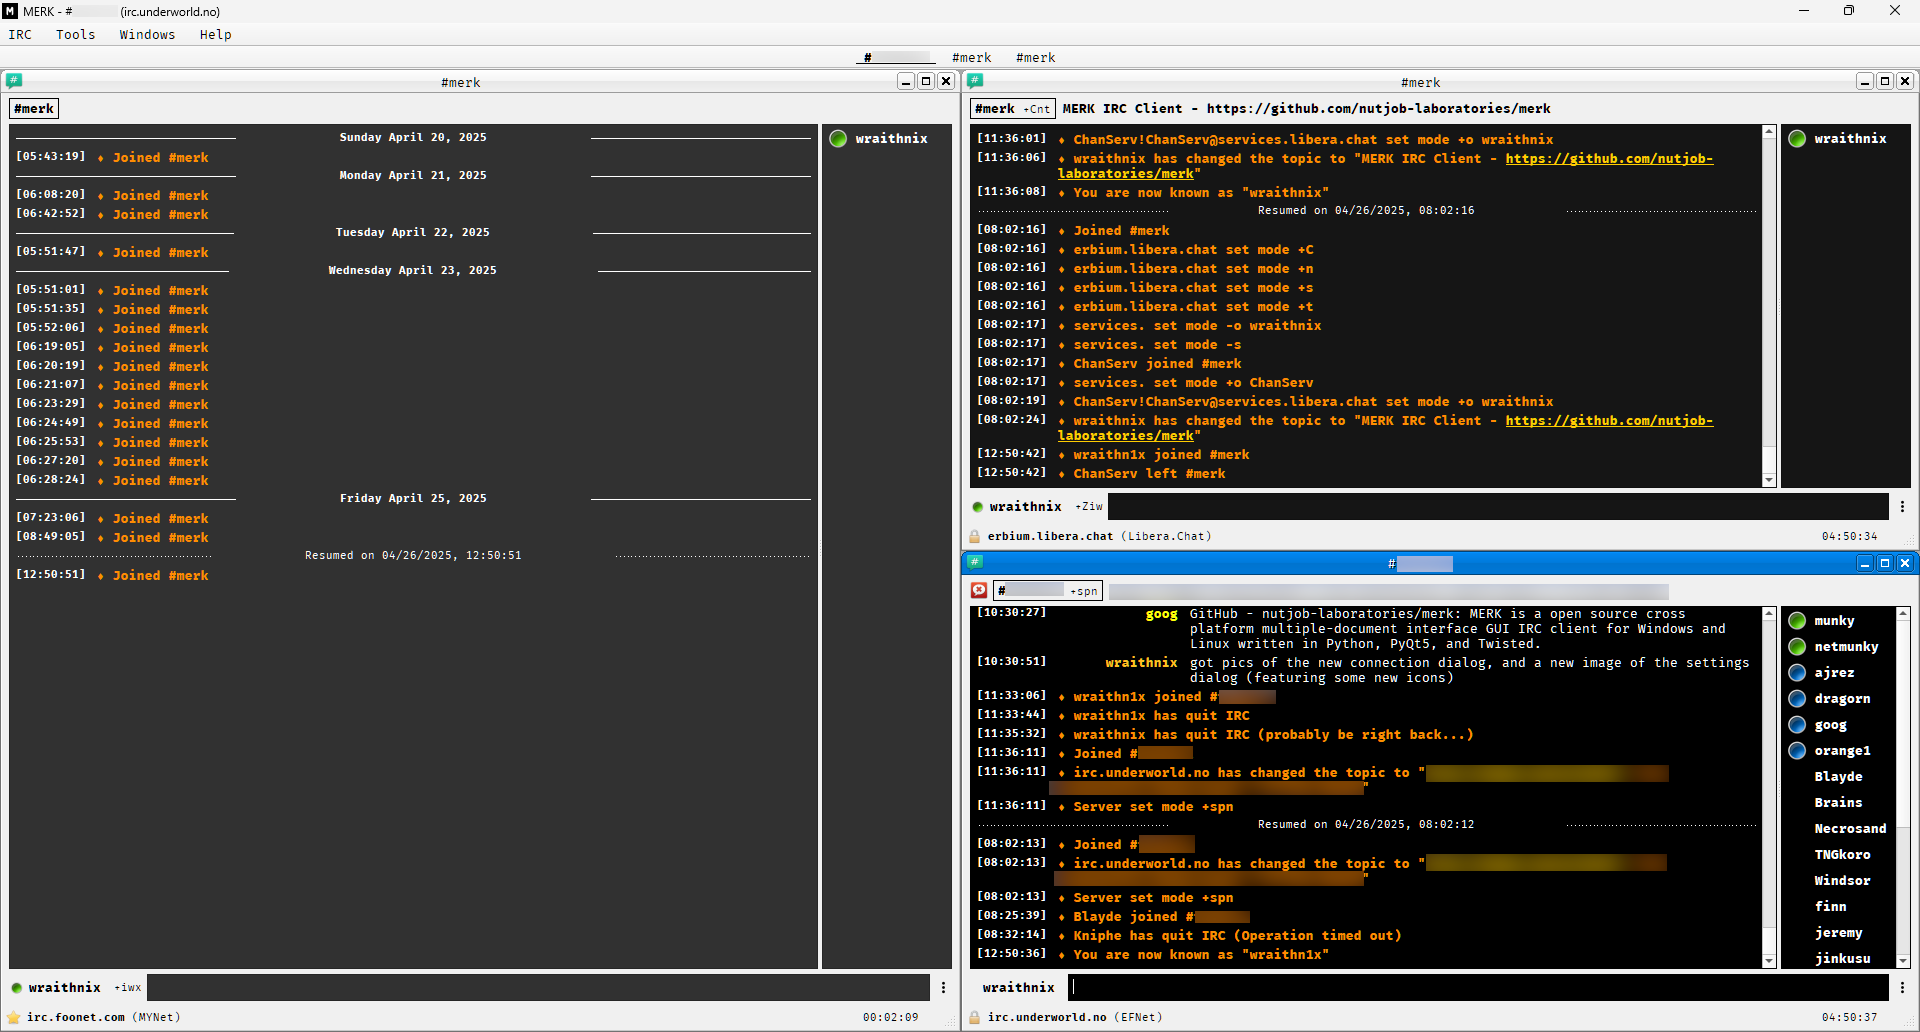 MERK - # (irc.underworld.no)
IRC Tools Windows Help
# #merk #merk
#merk
#merk
Sunday April 20, 2025
[05:43:19] ♦ Joined #merk
Monday April 21, 2025
[06:08:20] ♦ Joined #merk
[06:42:52] ♦ Joined #merk
Tuesday April 22, 2025
[05:51:47] ♦ Joined #merk
Wednesday April 23, 2025
[05:51:01] ♦ Joined #merk
[05:51:35] ♦ Joined #merk
[05:52:06] ♦ Joined #merk
[06:19:05] ♦ Joined #merk
[06:20:19] ♦ Joined #merk
[06:21:07] ♦ Joined #merk
[06:23:29] ♦ Joined #merk
[06:24:49] ♦ Joined #merk
[06:25:53] ♦ Joined #merk
[06:27:20] ♦ Joined #merk
[06:28:24] ♦ Joined #merk
Friday April 25, 2025
[07:23:06] ♦ Joined #merk
[08:49:05] ♦ Joined #merk
Resumed on 04/26/2025, 12:50:51
[12:50:51] ♦ Joined #merk
wraithnix
wraithnix +iwx
irc.foonet.com (MYNet) 00:02:09
#merk
#merk +Cnt MERK IRC Client - https://github.com/nutjob-laboratories/merk
[11:36:01] ♦ ChanServ!ChanServ@services.libera.chat set mode +o wraithnix
[11:36:06] ♦ wraithnix has changed the topic to "MERK IRC Client - https://github.com/nutjob-
laboratories/merk"
[11:36:08] ♦ You are now known as "wraithnix"
Resumed on 04/26/2025, 08:02:16
[08:02:16] ♦ Joined #merk
[08:02:16] ♦ erbium.libera.chat set mode +C
[08:02:16] ♦ erbium.libera.chat set mode +n
[08:02:16] ♦ erbium.libera.chat set mode +s
[08:02:16] ♦ erbium.libera.chat set mode +t
[08:02:17] ♦ services. set mode -o wraithnix
[08:02:17] ♦ services. set mode -s
[08:02:17] ♦ ChanServ joined #merk
[08:02:17] ♦ services. set mode +o ChanServ
[08:02:19] ♦ ChanServ!ChanServ@services.libera.chat set mode +o wraithnix
[08:02:24] ♦ wraithnix has changed the topic to "MERK IRC Client - https://github.com/nutjob-
laboratories/merk"
[12:50:42] ♦ wraithn1x joined #merk
[12:50:42] ♦ ChanServ left #merk
wraithnix
wraithnix +Ziw
erbium.libera.chat (Libera.Chat) 04:50:34
#
# +spn
[10:30:27] goog GitHub - nutjob-laboratories/merk: MERK is a open source cross
platform multiple-document interface GUI IRC client for Windows and
Linux written in Python, PyQt5, and Twisted.
[10:30:51] wraithnix got pics of the new connection dialog, and a new image of the settings
dialog (featuring some new icons)
[11:33:06] ♦ wraithn1x joined #
[11:33:44] ♦ wraithn1x has quit IRC
[11:35:32] ♦ wraithnix has quit IRC (probably be right back...)
[11:36:11] ♦ Joined #
[11:36:11] ♦ irc.underworld.no has changed the topic to "
"
[11:36:11] ♦ Server set mode +spn
Resumed on 04/26/2025, 08:02:12
[08:02:13] ♦ Joined #
[08:02:13] ♦ irc.underworld.no has changed the topic to "
"
[08:02:13] ♦ Server set mode +spn
[08:25:39] ♦ Blayde joined #
[08:32:14] ♦ Kniphe has quit IRC (Operation timed out)
[12:50:36] ♦ You are now known as "wraithn1x"
munky
netmunky
ajrez
dragorn
goog
orange1
Blayde
Brains
Necrosand
TNGkoro
Windsor
finn
jeremy
jinkusu
wraithnix
irc.underworld.no (EFNet) 04:50:37